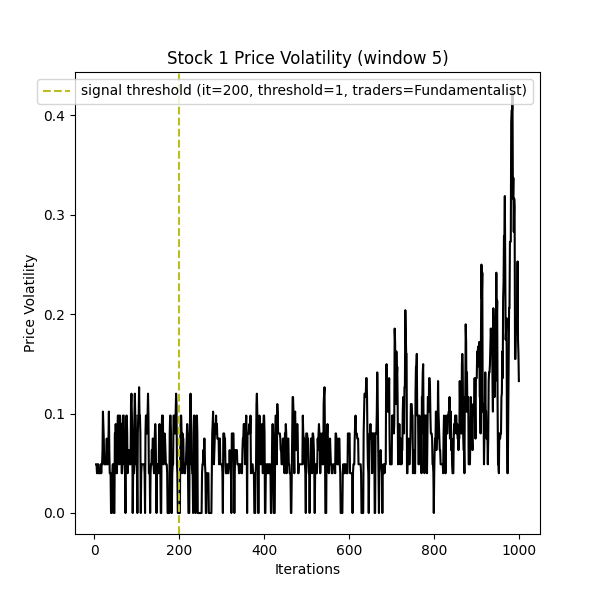 Stock 1 Price Volatility (window 5)
signal threshold (it=200, threshold=1, traders=Fundamentalist)
0.4
0.3
0.2
0.1
0.0
Price Volatility
0 200 400 600 800 1000
Iterations